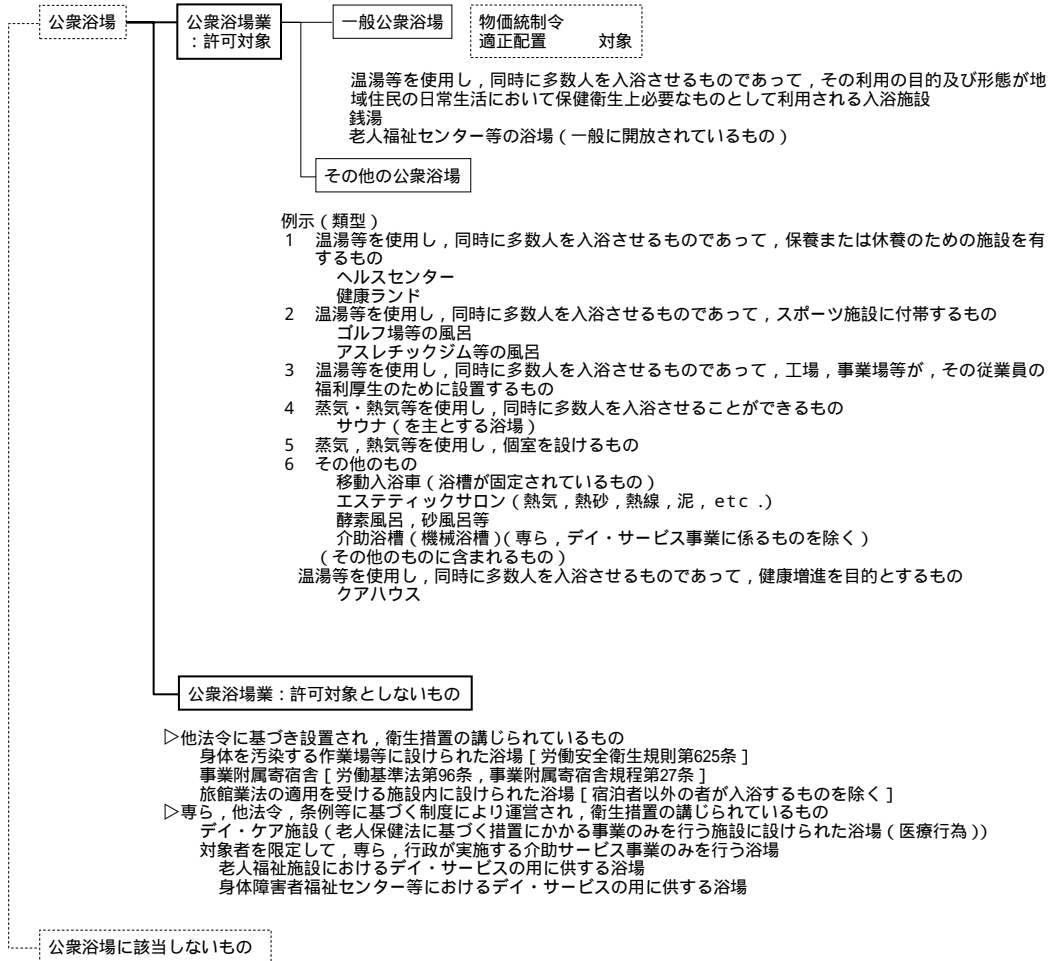 公衆浴場
公衆浴場業
：許可対象
一般公衆浴場
物価統制令
適正配置　　対象
温湯等を使用し，同時に多数人を入浴させるものであって，その利用の目的及び形態が地
域住民の日常生活において保健衛生上必要なものとして利用される入浴施設
銭湯
老人福祉センター等の浴場（一般に開放されているもの）
その他の公衆浴場
例示（類型）
1　温湯等を使用し，同時に多数人を入浴させるものであって，保養または休養のための施設を有
するもの
ヘルスセンター
健康ランド
2　温湯等を使用し，同時に多数人を入浴させるものであって，スポーツ施設に付帯するもの
ゴルフ場等の風呂
アスレチックジム等の風呂
3　温湯等を使用し，同時に多数人を入浴させるものであって，工場，事業場等が，その従業員の
福利厚生のために設置するもの
4　蒸気・熱気等を使用し，同時に多数人を入浴させることができるもの
サウナ（を主とする浴場）
5　蒸気，熱気等を使用し，個室を設けるもの
6　その他のもの
移動入浴車（浴槽が固定されているもの）
エステティックサロン（熱気，熱砂，熱線，泥，etc .）
酵素風呂，砂風呂等
介助浴槽（機械浴槽）（専ら，デイ・サービス事業に係るものを除く）
（その他のものに含まれるもの）
温湯等を使用し，同時に多数人を入浴させるものであって，健康増進を目的とするもの
クアハウス
公衆浴場業：許可対象としないもの
▷他法令に基づき設置され，衛生措置の講じられているもの
身体を汚染する作業場等に設けられた浴場［労働安全衛生規則第625条］
事業附属寄宿舎［労働基準法第96条，事業附属寄宿舎規程第27条］
旅館業法の適用を受ける施設内に設けられた浴場［宿泊者以外の者が入浴するものを除く］
▷専ら，他法令，条例等に基づく制度により運営され，衛生措置の講じられているもの
デイ・ケア施設（老人保健法に基づく措置にかかる事業のみを行う施設に設けられた浴場（医療行為））
対象者を限定して，専ら，行政が実施する介助サービス事業のみを行う浴場
老人福祉施設におけるデイ・サービスの用に供する浴場
身体障害者福祉センター等におけるデイ・サービスの用に供する浴場
公衆浴場に該当しないもの